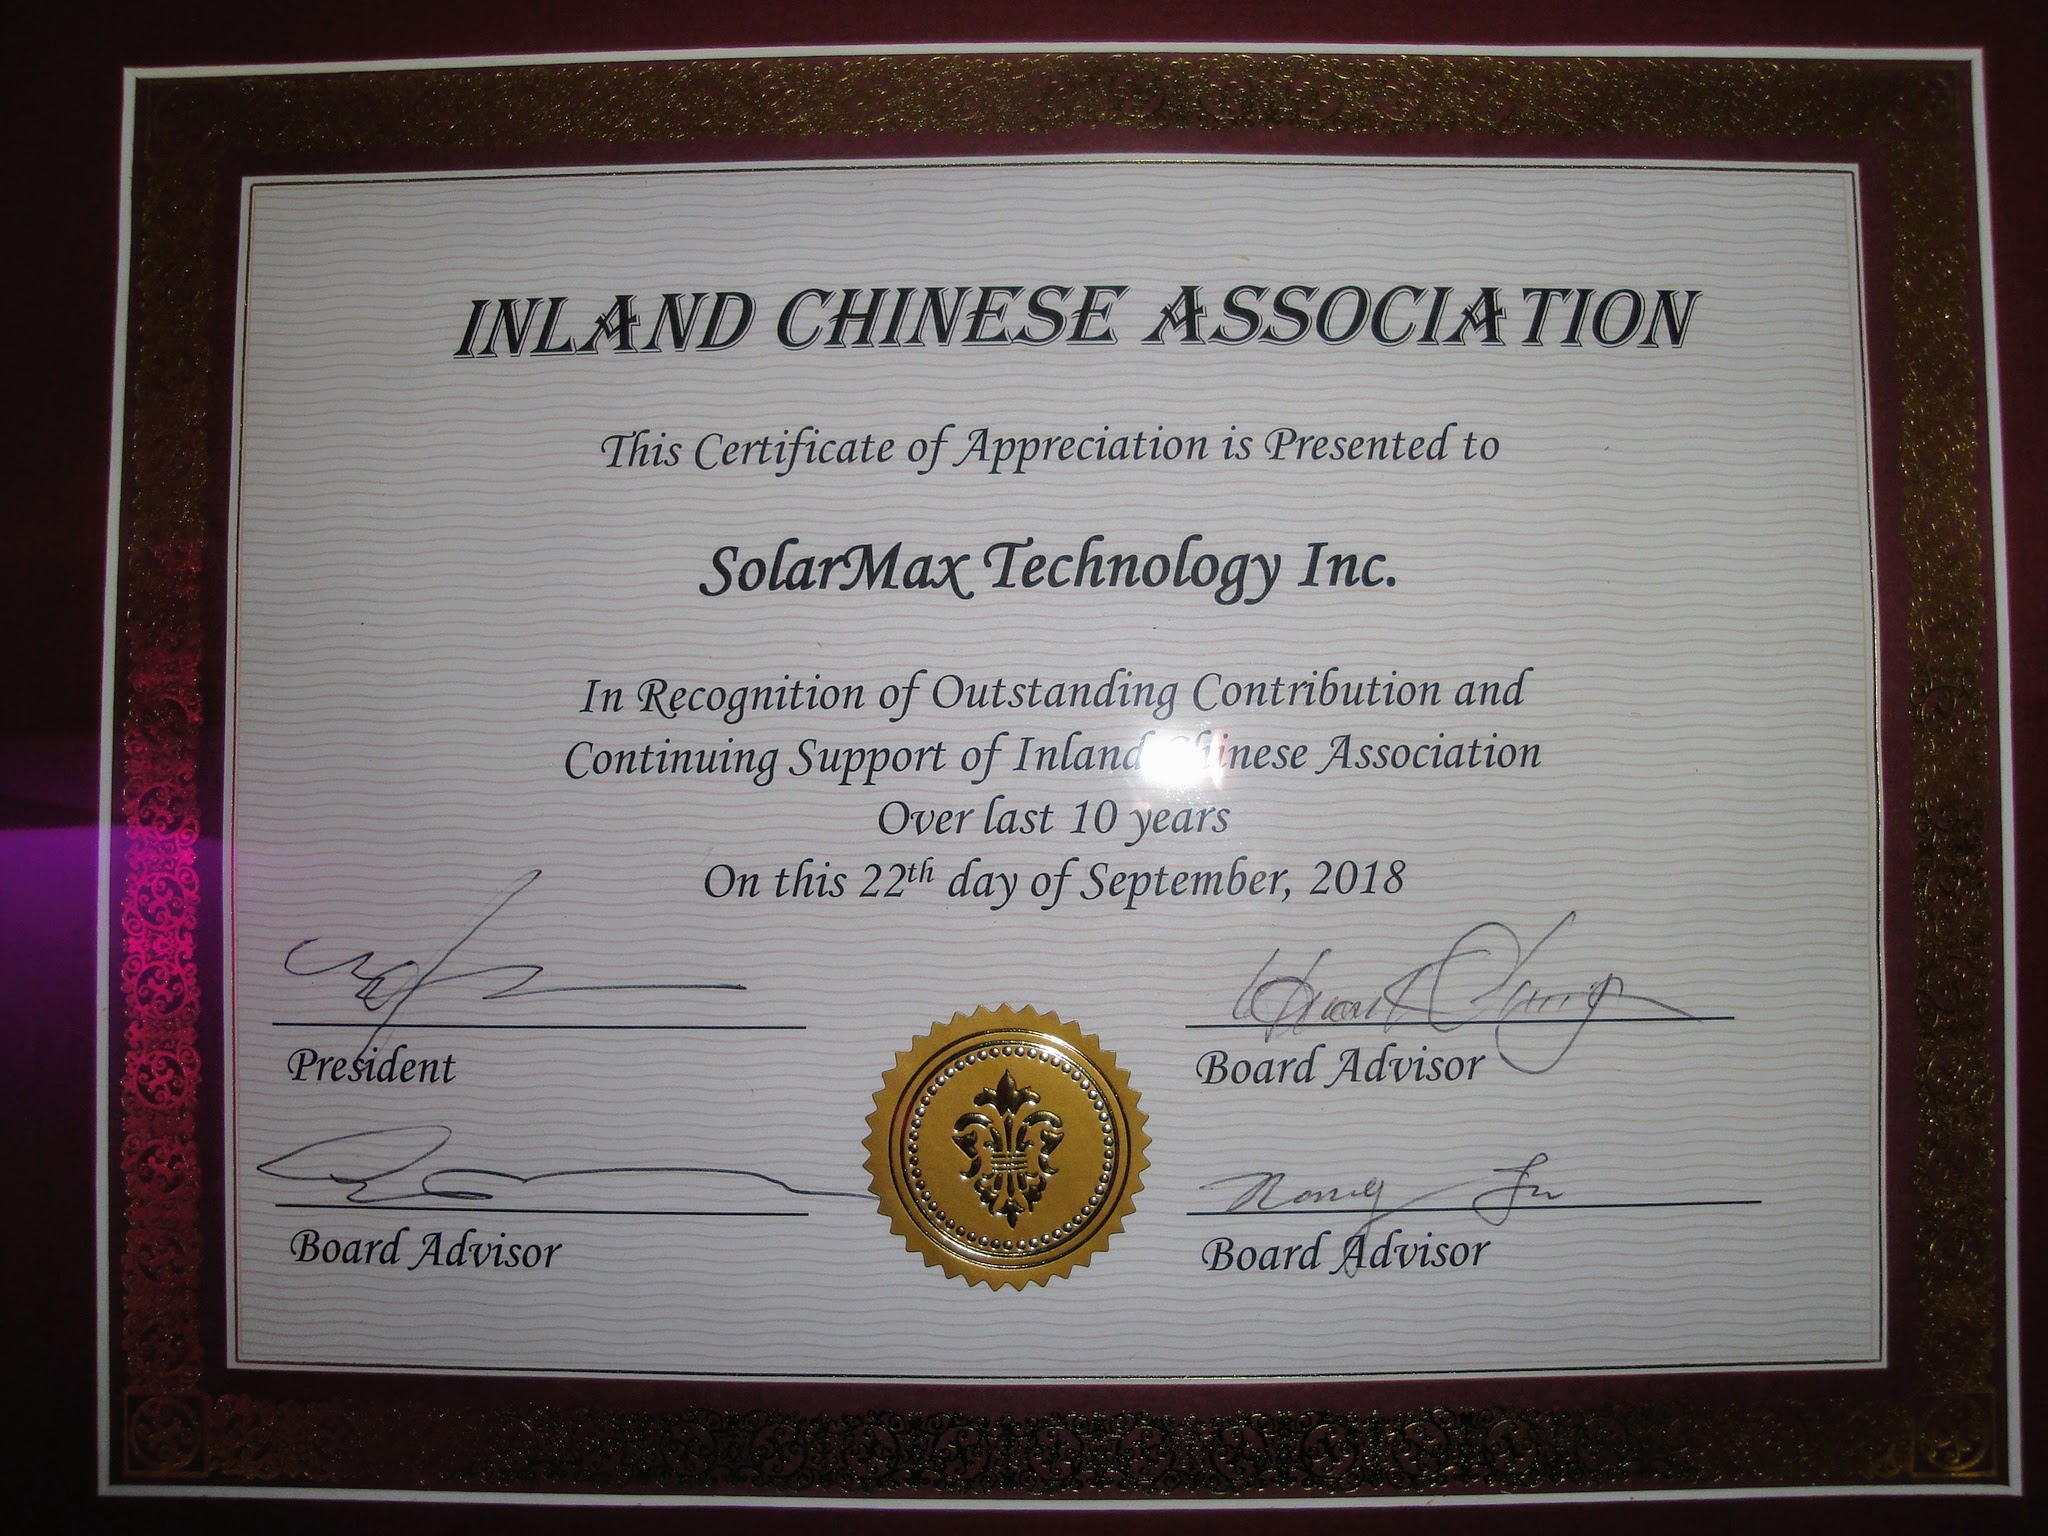 INLAND CHINESE ASSOCIATION
This Certificate of Appreciation is Presented to
SolarMax Technology Inc.
In Recognition of Outstanding Contribution and
Continuing Support of Inland Chinese Association
Over last 10 years
On this 22th day of September, 2018
President
Board Advisor
Board Advisor
Board Advisor